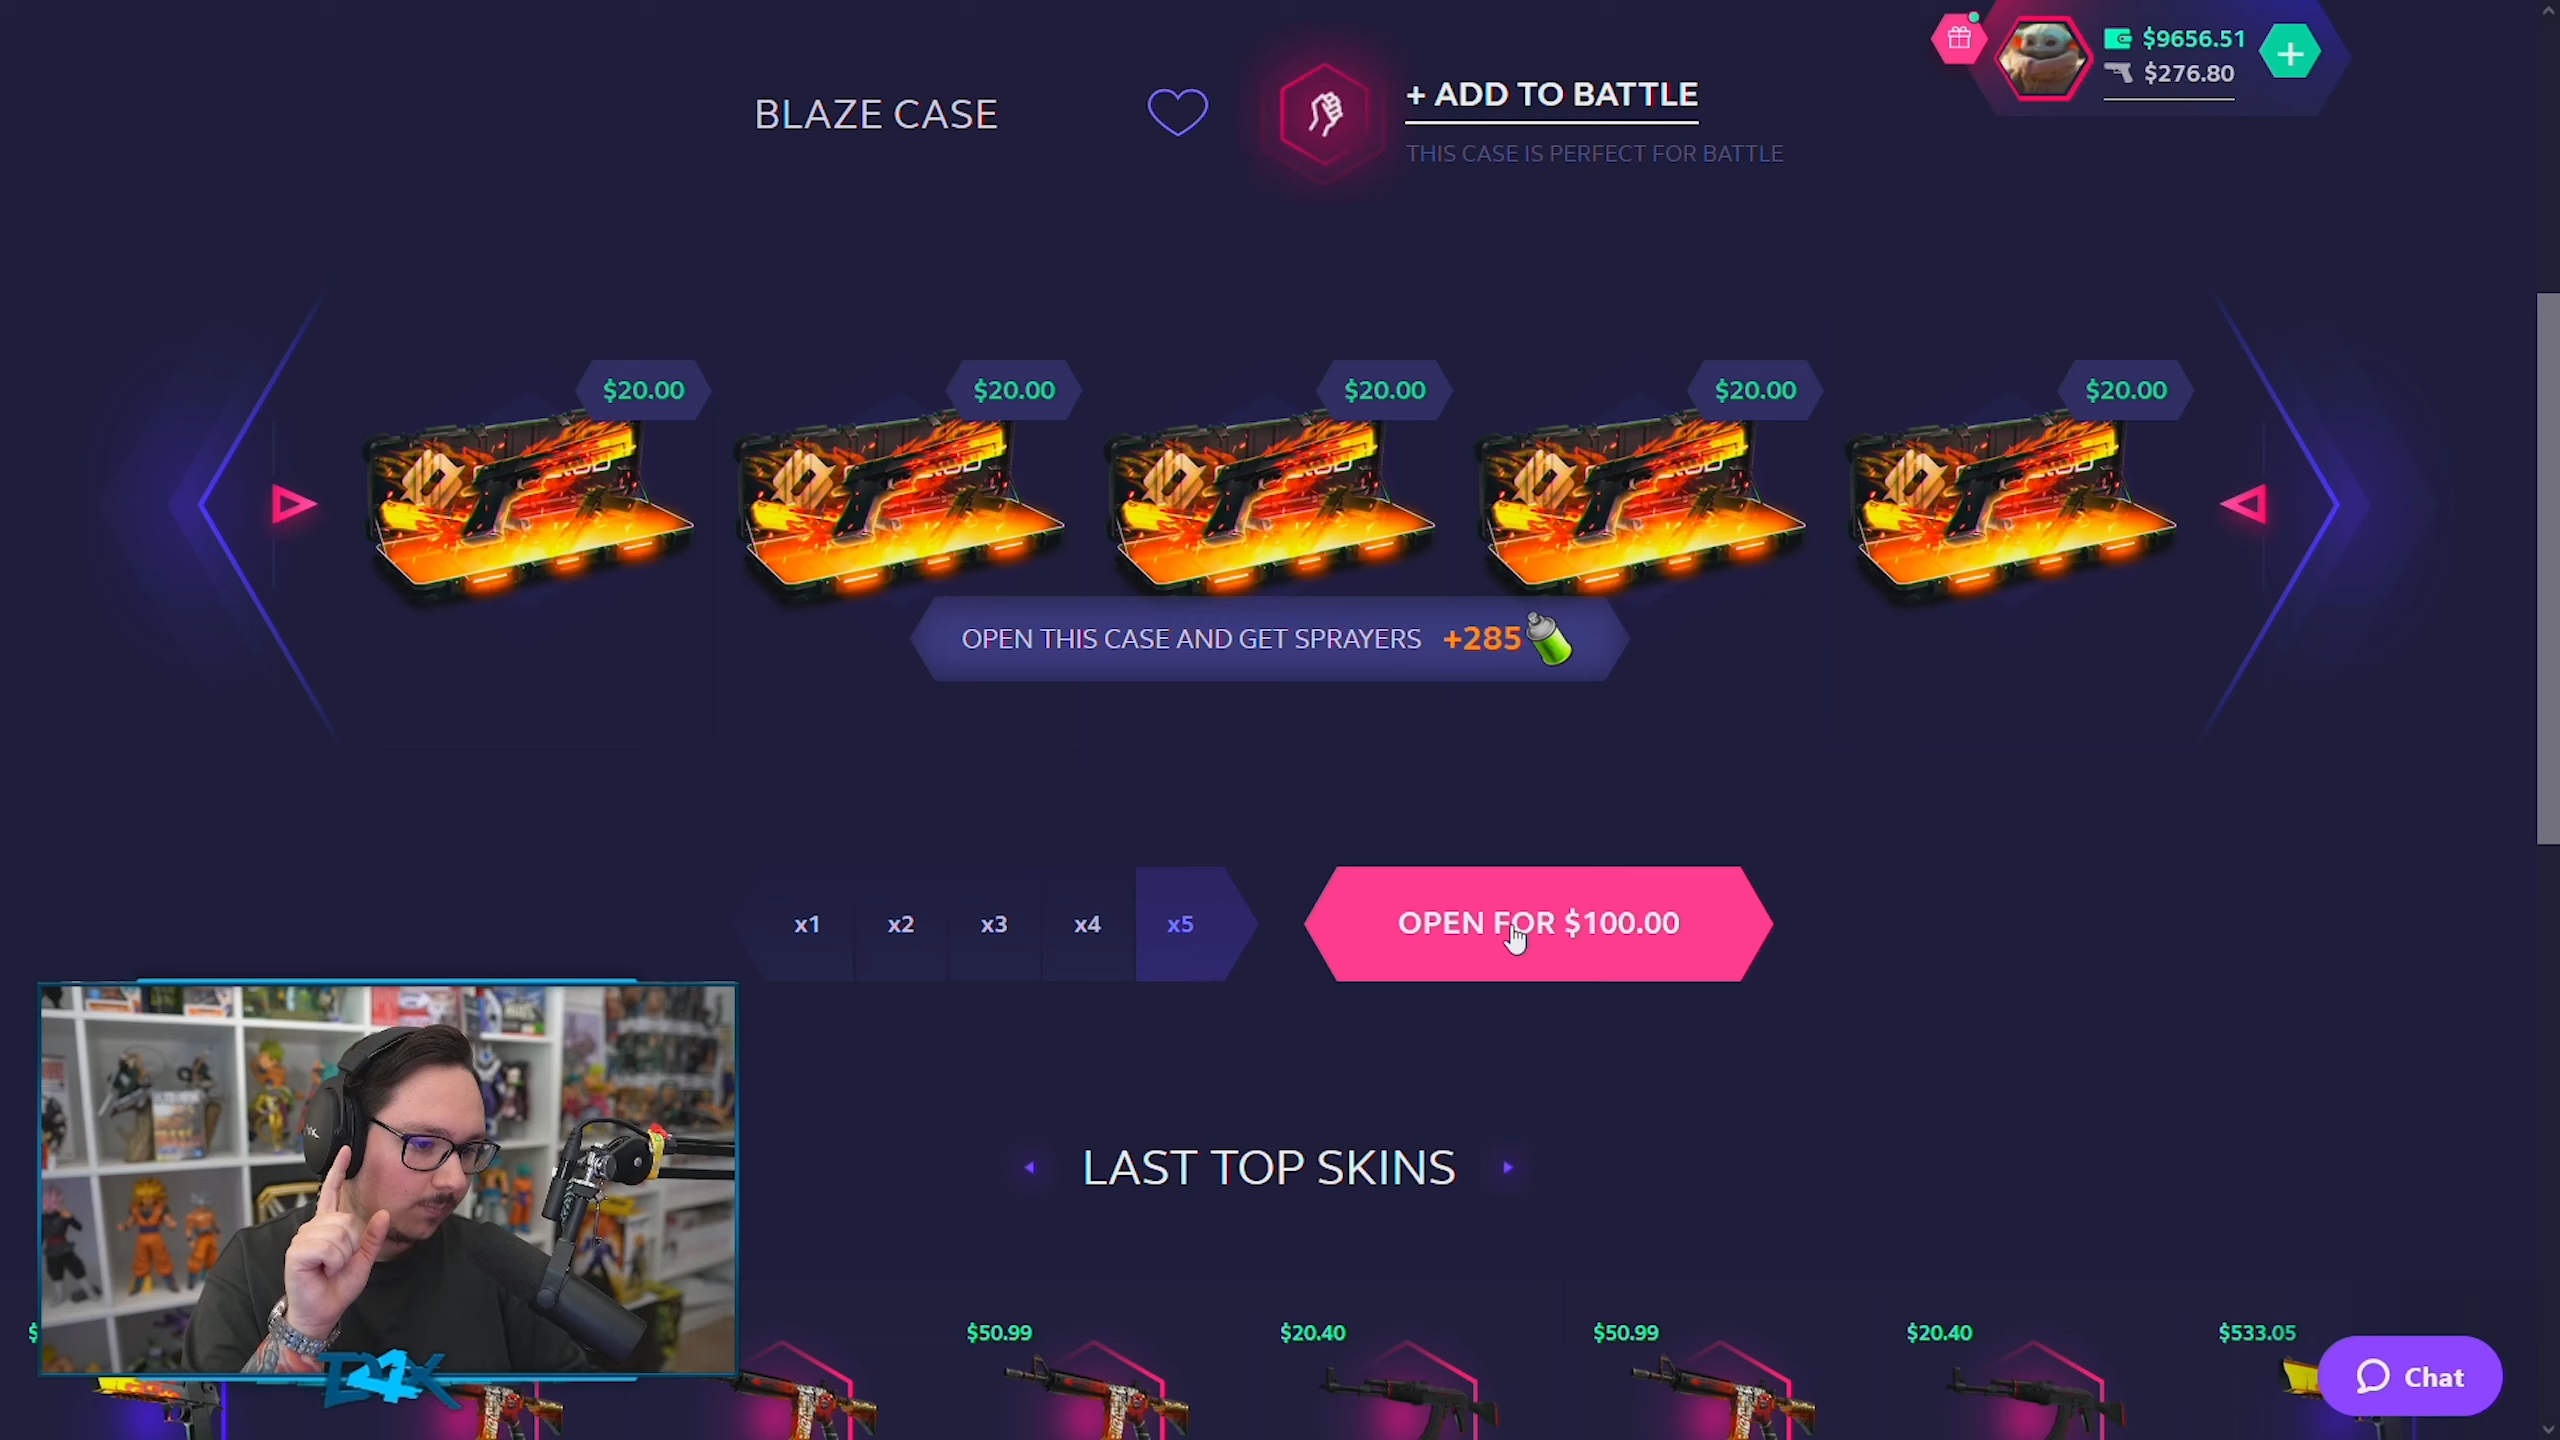 $9656.51
$276.80
BLAZE CASE
+ ADD TO BATTLE
THIS CASE IS PERFECT FOR BATTLE
$20.00
$20.00
$20.00
$20.00
$20.00
OPEN THIS CASE AND GET SPRAYERS +285
x1 x2 x3 x4 x5
OPEN FOR $100.00
LAST TOP SKINS
$50.99
$20.40
$50.99
$20.40
$533.05
Chat